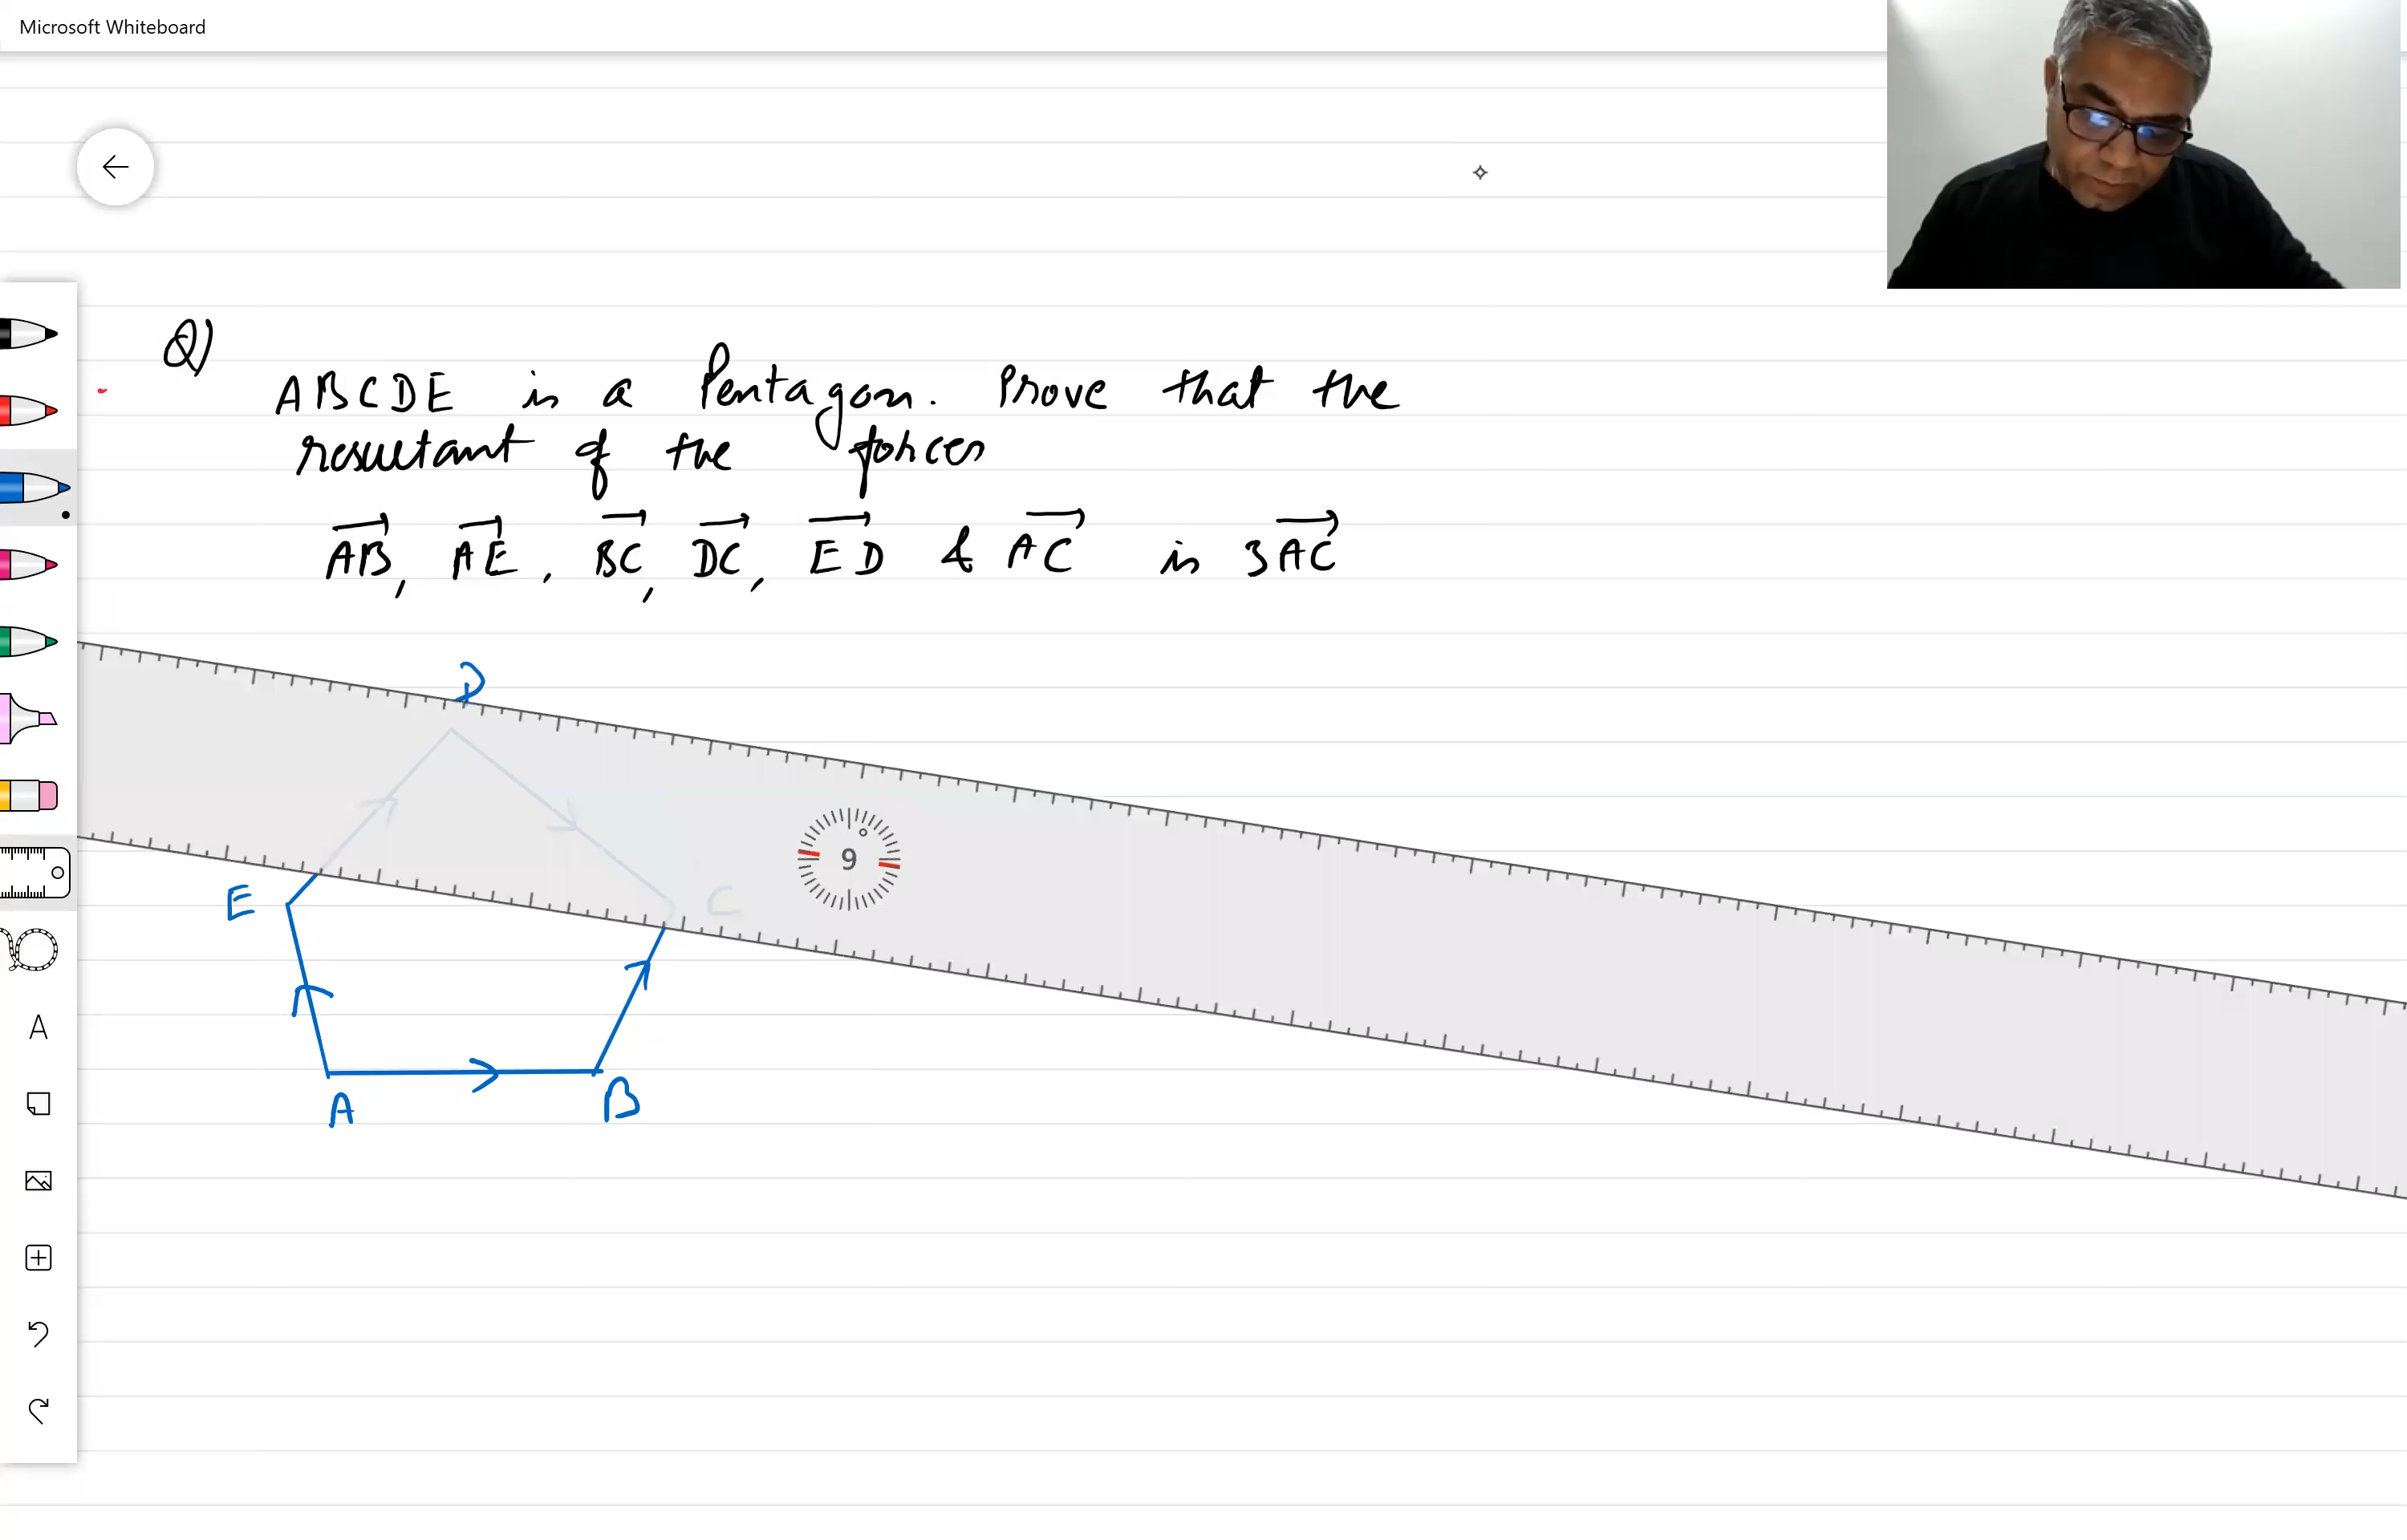 Microsoft Whiteboard
Q)
ABCDE is a Pentagon. Prove that the
resultant of the forces
AB, AE, BC, DC, ED & AC is 3AC
D
C
9°
E
A
B
A